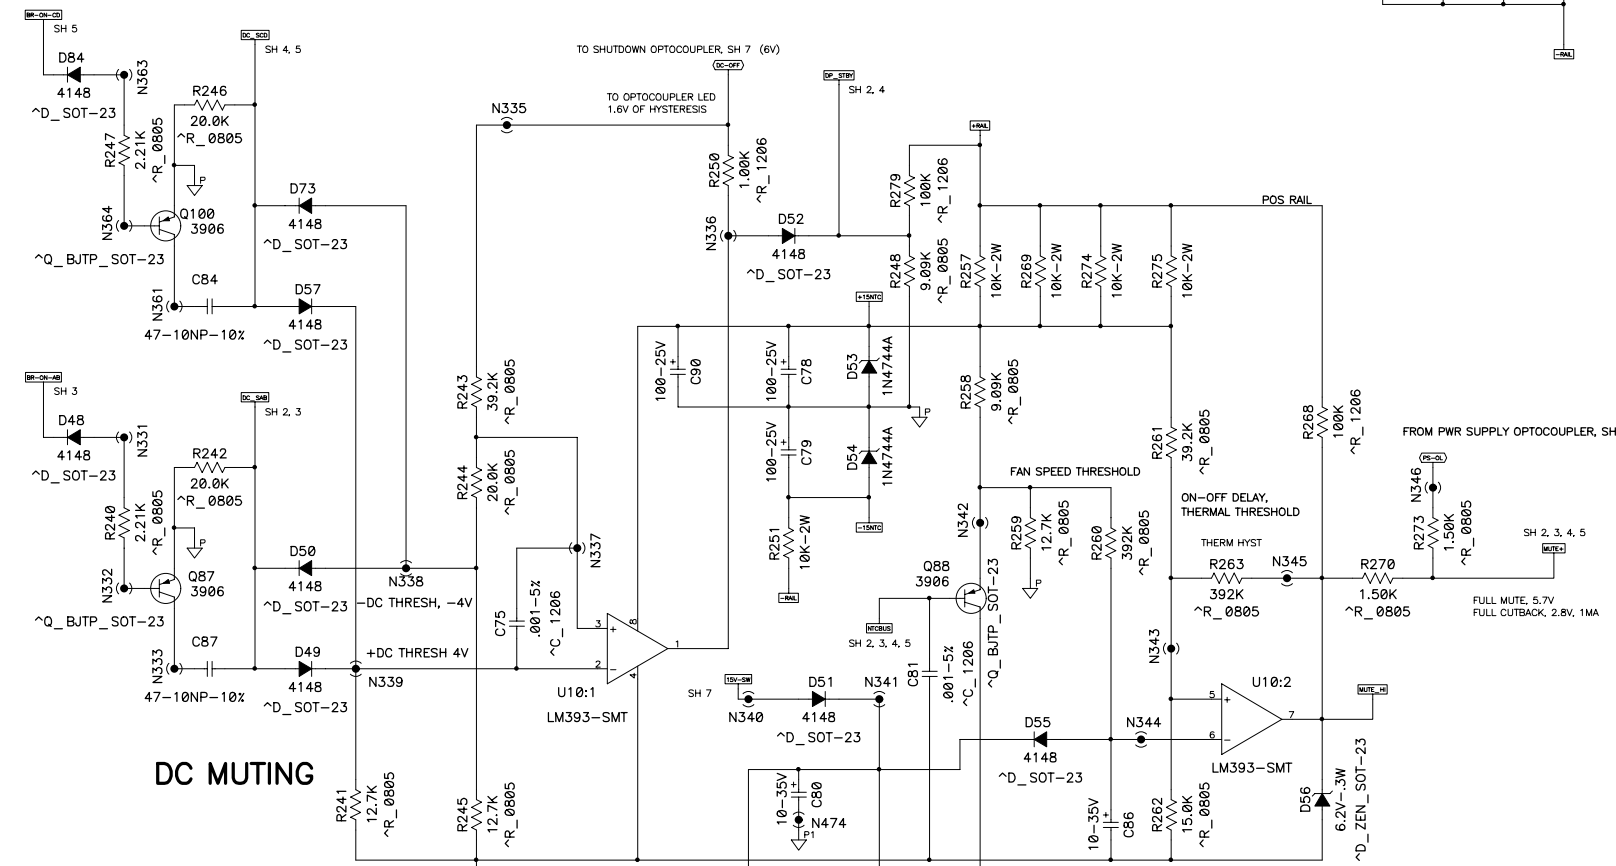 BR-ON-CD
SH 5
D84
4148
^D_SOT-23
N363
R247
2.21K
^R_0805
N364
DC_SCD
SH 4, 5
R246
20.0K
^R_0805
P
Q100
3906
^Q_BJTP_SOT-23
D73
4148
^D_SOT-23
C84
N361
47-10NP-10%
D57
4148
^D_SOT-23
BR-ON-AB
SH 3
D48
4148
^D_SOT-23
N331
R240
2.21K
^R_0805
N332
DC_SAB
SH 2, 3
R242
20.0K
^R_0805
P
Q87
3906
^Q_BJTP_SOT-23
D50
4148
^D_SOT-23
N338
-DC THRESH, -4V
C87
N333
47-10NP-10%
D49
4148
^D_SOT-23
+DC THRESH 4V
N339
DC MUTING
R241
12.7K
^R_0805
R245
12.7K
^R_0805
TO SHUTDOWN OPTOCOUPLER, SH 7 (6V)
DC-OFF
TO OPTOCOUPLER LED
1.6V OF HYSTERESIS
N335
R250
1.00K
^R_1206
N336
D52
4148
^D_SOT-23
DP_STBY
SH 2, 4
R243
39.2K
^R_0805
R244
20.0K
^R_0805
N337
C75
.001-5%
^C_1206
3
+
2
-
8
4
1
U10:1
LM393-SMT
+RAIL
R279
100K
^R_1206
R248
9.09K
^R_0805
R257
10K-2W
R269
10K-2W
R274
10K-2W
R275
10K-2W
POS RAIL
+15NTC
100-25V
+
C90
100-25V
+
C78
D53
1N4744A
P
100-25V
+
C79
D54
1N4744A
-15NTC
R251
10K-2W
-RAIL
R258
9.09K
^R_0805
FAN SPEED THRESHOLD
N342
R259
12.7K
^R_0805
P
R260
392K
^R_0805
Q88
3906
^Q_BJTP_SOT-23
NTCBUS
SH 2, 3, 4, 5
C81
.001-5%
^C_1206
SH 7
15V-SW
N340
D51
4148
^D_SOT-23
N341
10-35V
+
C80
N474
P1
D55
4148
^D_SOT-23
N344
10-35V
+
C86
R261
39.2K
^R_0805
ON-OFF DELAY,
THERMAL THRESHOLD
THERM HYST
R263
392K
^R_0805
N345
N343
R262
15.0K
^R_0805
5
+
6
-
7
U10:2
LM393-SMT
D56
6.2V-.3W
^D_ZEN_SOT-23
R268
100K
^R_1206
R270
1.50K
^R_0805
FROM PWR SUPPLY OPTOCOUPLER, SH
PS-OL
N346
R273
1.50K
^R_0805
SH 2, 3, 4, 5
MUTE+
FULL MUTE, 5.7V
FULL CUTBACK, 2.8V, 1MA
MUTE_HI
-RAIL